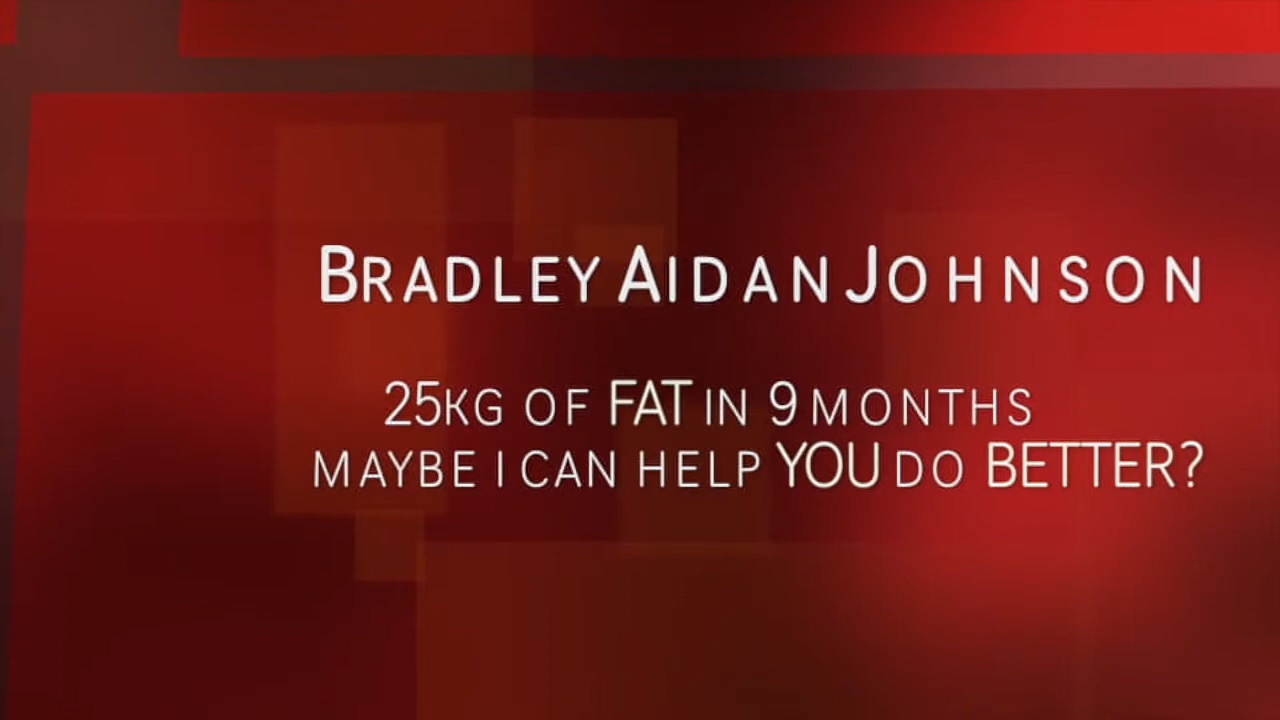 BRADLEY AIDAN JOHNSON
25KG OF FAT IN 9 MONTHS
MAYBE I CAN HELP YOU DO BETTER?